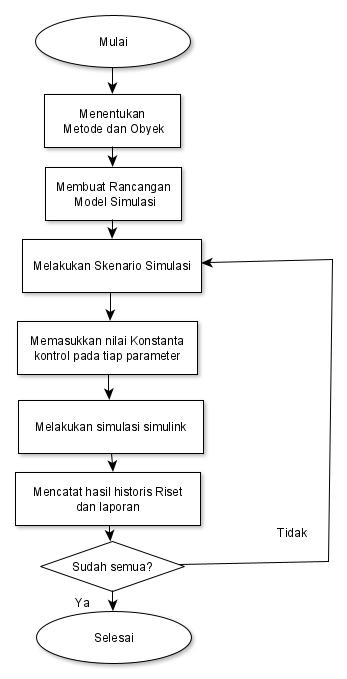 Mulai
Menentukan
Metode dan Obyek
Membuat Rancangan
Model Simulasi
Melakukan Skenario Simulasi
Memasukkan nilai Konstanta
kontrol pada tiap parameter
Melakukan simulasi simulink
Mencatat hasil historis Riset
dan laporan
Tidak
Sudah semua?
Ya
Selesai